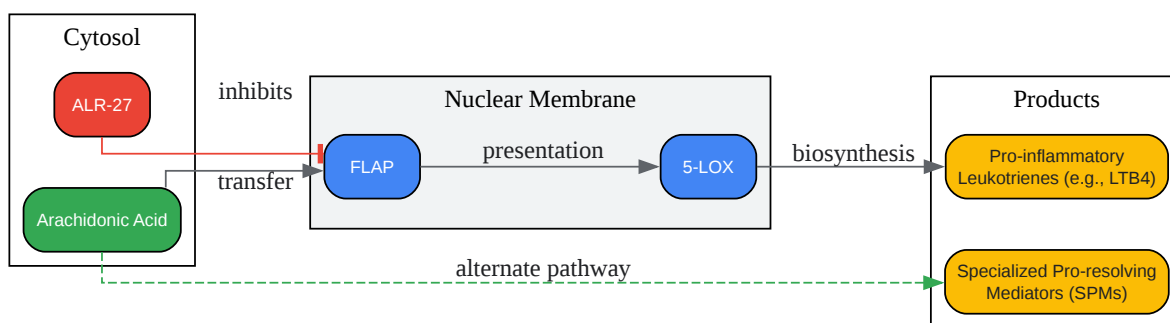 Cytosol
ALR-27
inhibits
Nuclear Membrane
Products
FLAP
presentation
5-LOX
biosynthesis
Pro-inflammatory
Leukotrienes (e.g., LTB4)
transfer
Arachidonic Acid
alternate pathway
Specialized Pro-resolving
Mediators (SPMs)